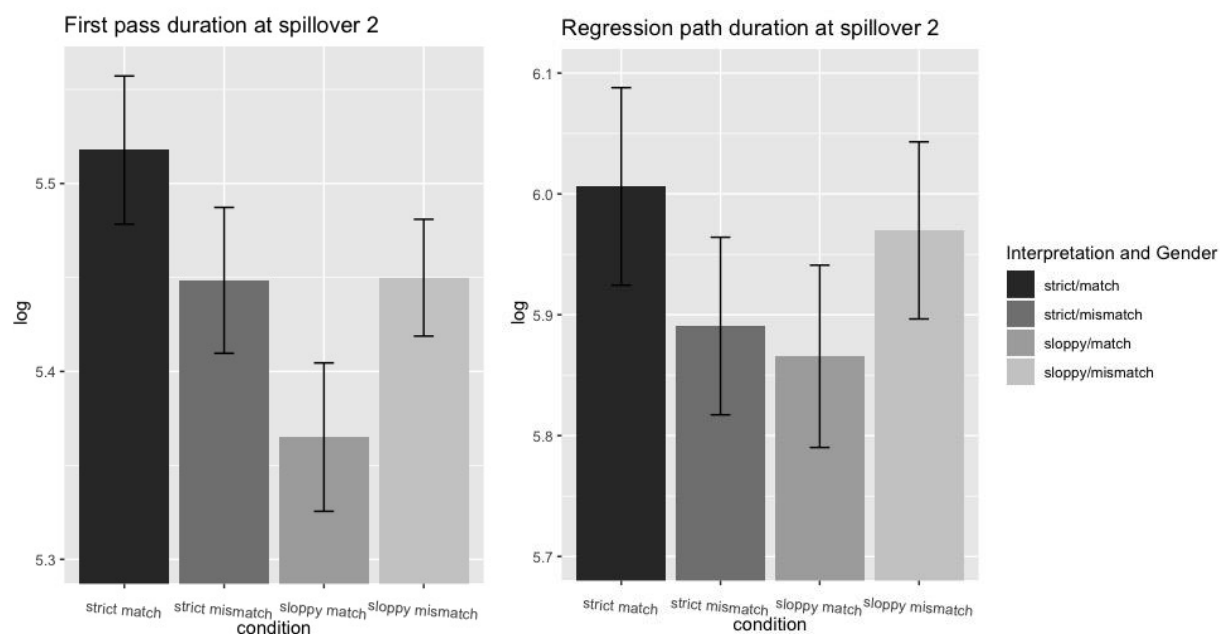 First pass duration at spillover 2
5.5
5.4
5.3
log
strict match strict mismatch sloppy match sloppy mismatch
condition
Regression path duration at spillover 2
6.1
6.0
5.9
5.8
5.7
log
strict match strict mismatch sloppy match sloppy mismatch
condition
Interpretation and Gender
strict/match
strict/mismatch
sloppy/match
sloppy/mismatch